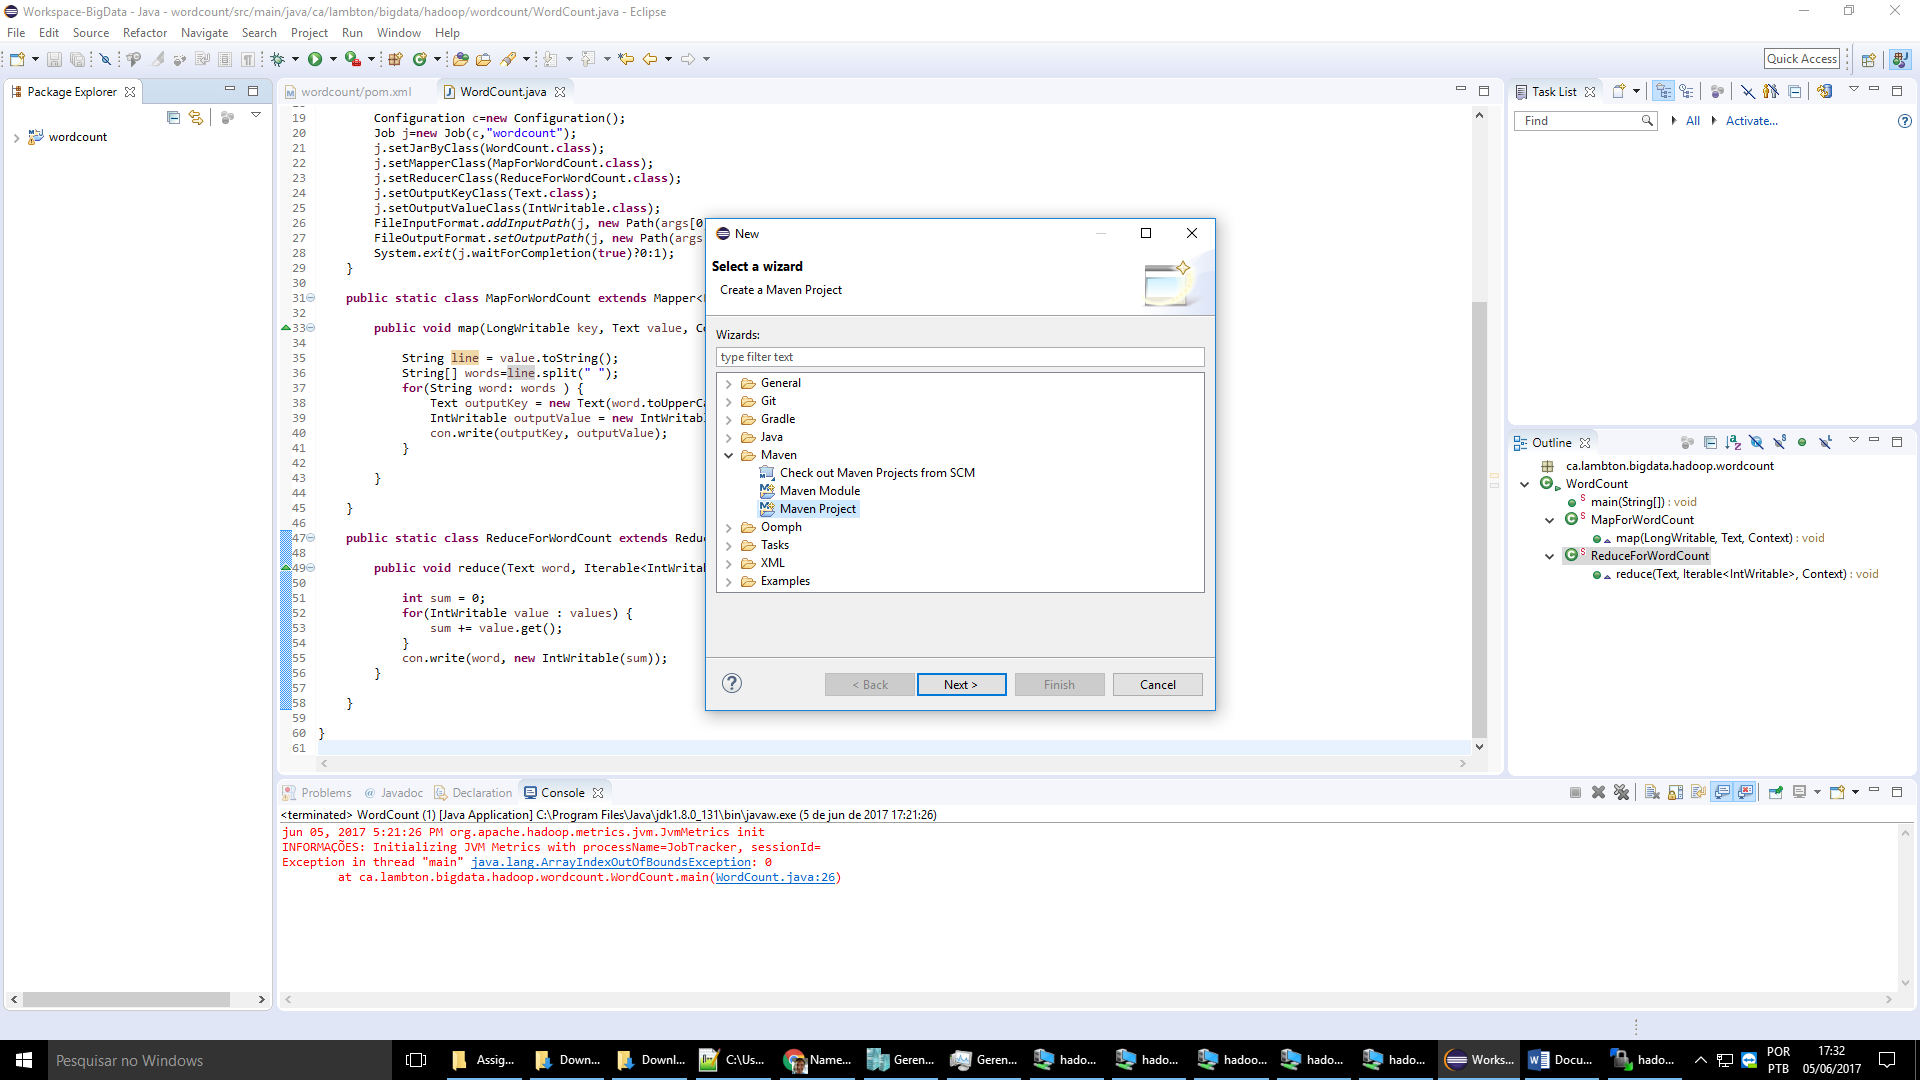 Workspace-BigData - Java - wordcount/src/main/java/ca/lambton/bigdata/hadoop/wordcount/WordCount.java - Eclipse
File Edit Source Refactor Navigate Search Project Run Window Help
Quick Access
Package Explorer
wordcount
wordcount/pom.xml
WordCount.java
19 Configuration c=new Configuration();
20 Job j=new Job(c,"wordcount");
21 j.setJarByClass(WordCount.class);
22 j.setMapperClass(MapForWordCount.class);
23 j.setReducerClass(ReduceForWordCount.class);
24 j.setOutputKeyClass(Text.class);
25 j.setOutputValueClass(IntWritable.class);
26 FileInputFormat.addInputPath(j, new Path(args[0
27 FileOutputFormat.setOutputPath(j, new Path(args
28 System.exit(j.waitForCompletion(true)?0:1);
29 }
30
31 public static class MapForWordCount extends Mapper<
32
33 public void map(LongWritable key, Text value, Co
34
35 String line = value.toString();
36 String[] words=line.split(" ");
37 for(String word: words ) {
38 Text outputKey = new Text(word.toUpperCa
39 IntWritable outputValue = new IntWritabl
40 con.write(outputKey, outputValue);
41 }
42
43 }
44
45 }
46
47 public static class ReduceForWordCount extends Redu
48
49 public void reduce(Text word, Iterable<IntWrita
50
51 int sum = 0;
52 for(IntWritable value : values) {
53 sum += value.get();
54 }
55 con.write(word, new IntWritable(sum));
56 }
57
58 }
59
60 }
61
New
Select a wizard
Create a Maven Project
Wizards:
type filter text
General
Git
Gradle
Java
Maven
Check out Maven Projects from SCM
Maven Module
Maven Project
Oomph
Tasks
XML
Examples
< Back Next > Finish Cancel
Task List
Find All Activate...
Outline
ca.lambton.bigdata.hadoop.wordcount
WordCount
main(String[]) : void
MapForWordCount
map(LongWritable, Text, Context) : void
ReduceForWordCount
reduce(Text, Iterable<IntWritable>, Context) : void
Problems @ Javadoc Declaration Console
<terminated> WordCount (1) [Java Application] C:\Program Files\Java\jdk1.8.0_131\bin\javaw.exe (5 de jun de 2017 17:21:26)
jun 05, 2017 5:21:26 PM org.apache.hadoop.metrics.jvm.JvmMetrics init
INFORMAÇÕES: Initializing JVM Metrics with processName=JobTracker, sessionId=
Exception in thread "main" java.lang.ArrayIndexOutOfBoundsException: 0
at ca.lambton.bigdata.hadoop.wordcount.WordCount.main(WordCount.java:26)
Pesquisar no Windows
Assig... Down... Downl... C:\Us... Name... Geren... Geren... hado... hado... hadoo... hado... hado... Works... Docu... hado...
POR
PTB
17:32
05/06/2017